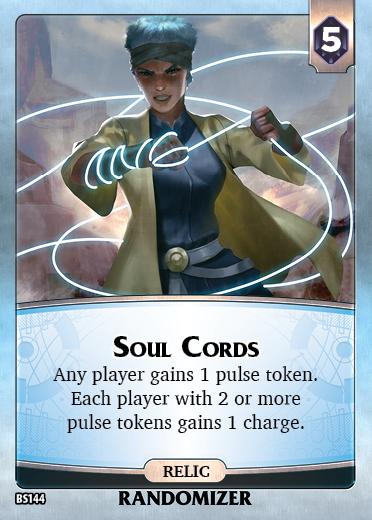 5
Soul Cords
Any player gains 1 pulse token.
Each player with 2 or more
pulse tokens gains 1 charge.
RELIC
BS144
RANDOMIZER